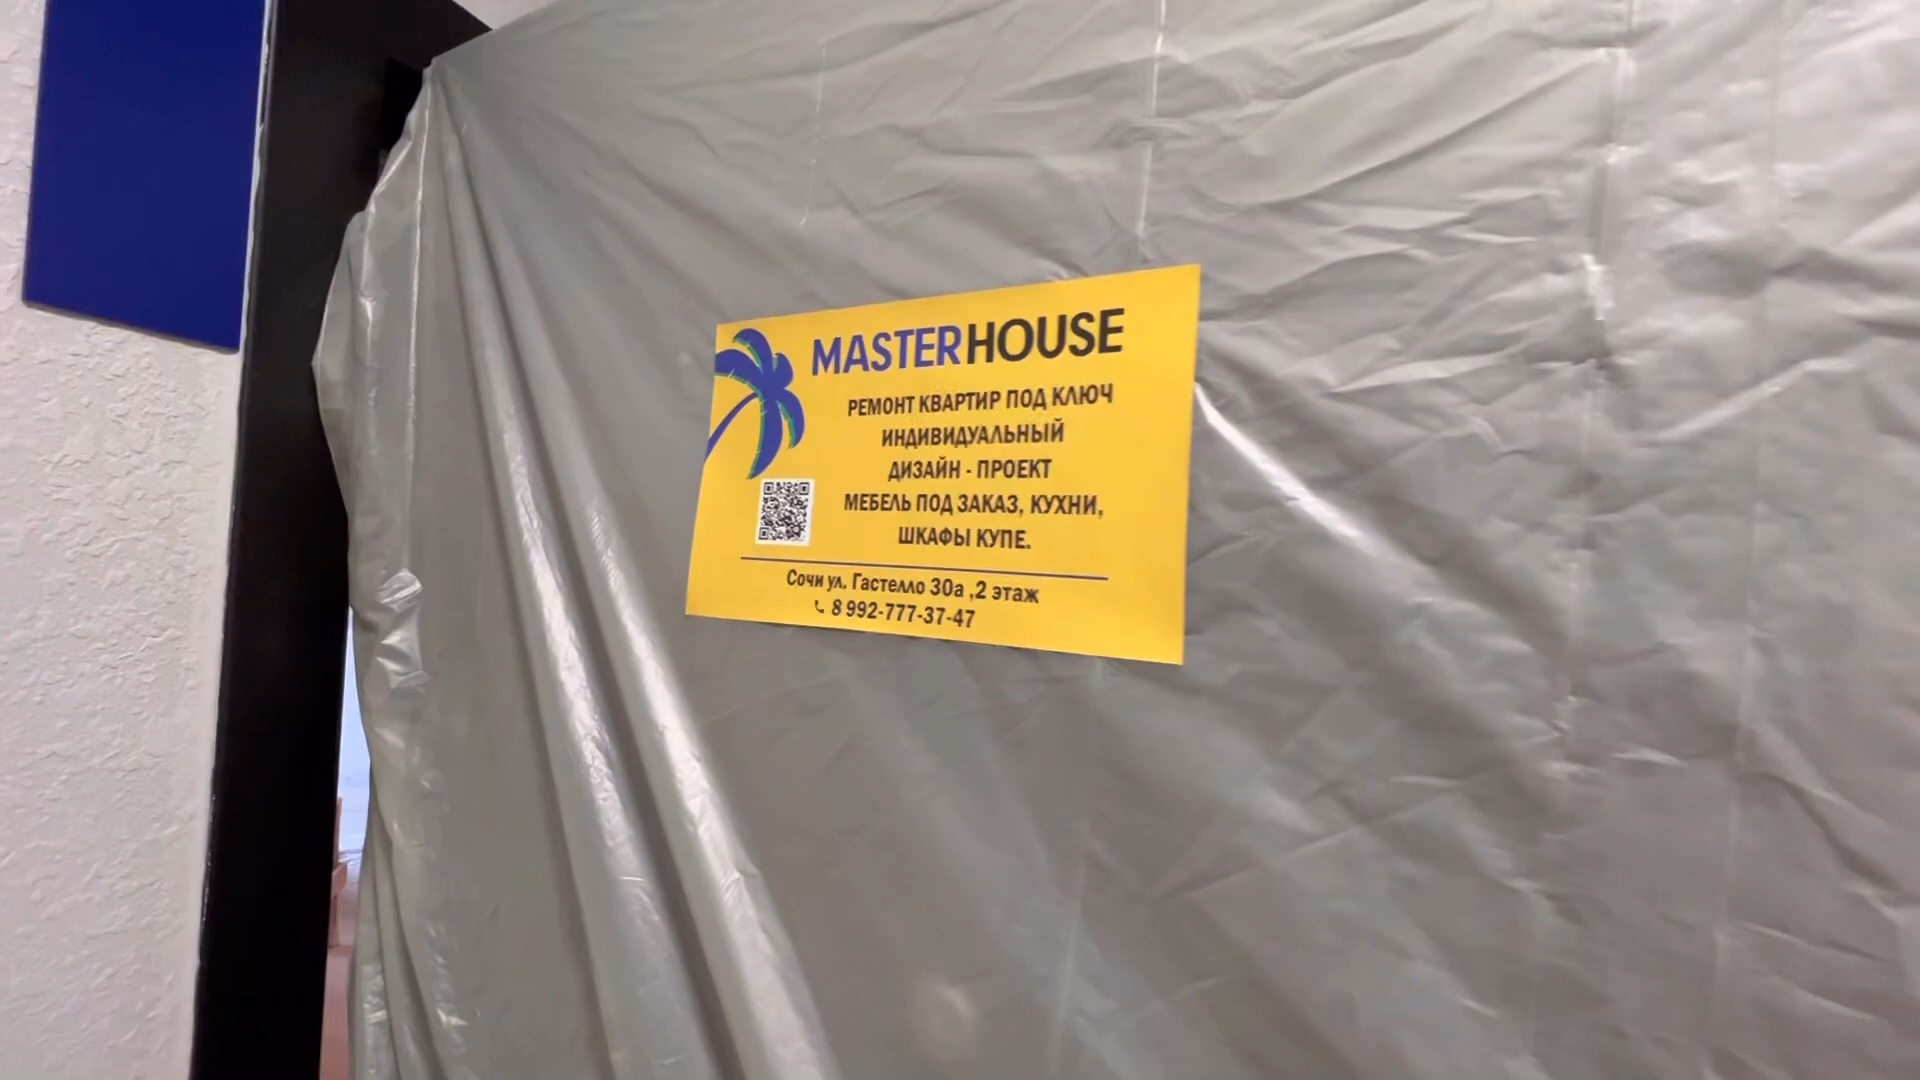 MASTERHOUSE
РЕМОНТ КВАРТИР ПОД КЛЮЧ
ИНДИВИДУАЛЬНЫЙ
ДИЗАЙН - ПРОЕКТ
МЕБЕЛЬ ПОД ЗАКАЗ, КУХНИ,
ШКАФЫ КУПЕ.
Сочи ул. Гастелло 30а ,2 этаж
8 992-777-37-47